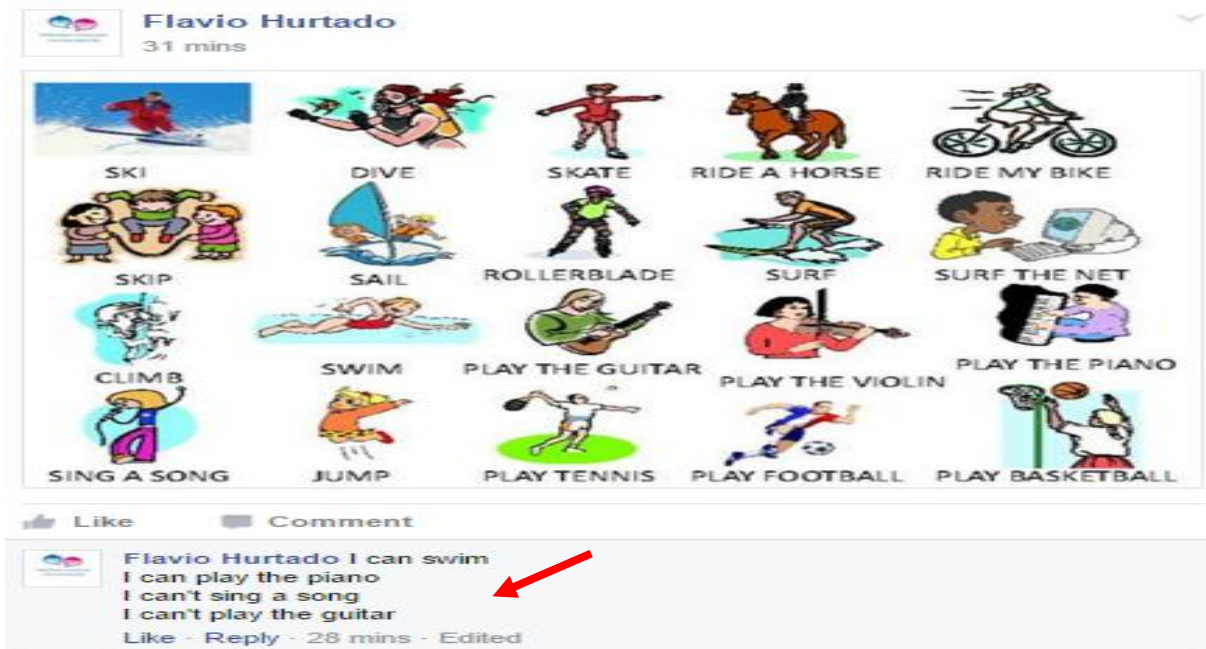 Flavio Hurtado
31 mins
SKI DIVE SKATE RIDE A HORSE RIDE MY BIKE
SKIP SAIL ROLLERBLADE SURF SURF THE NET
CLIMB SWIM PLAY THE GUITAR PLAY THE VIOLIN PLAY THE PIANO
SING A SONG JUMP PLAY TENNIS PLAY FOOTBALL PLAY BASKETBALL
Like Comment
Flavio Hurtado I can swim
I can play the piano
I can't sing a song
I can't play the guitar
Like · Reply · 28 mins · Edited